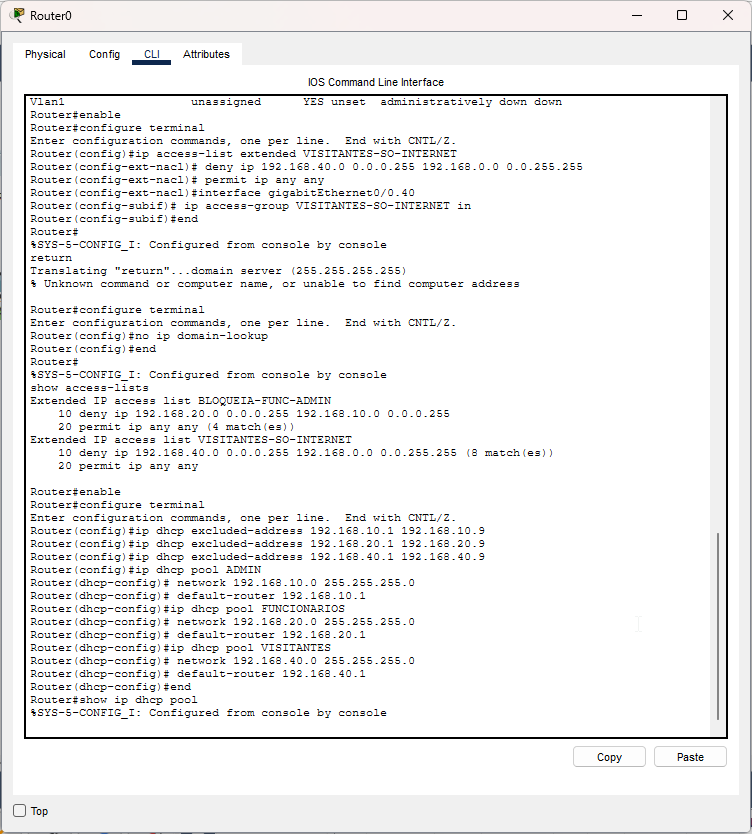 Router0
Physical Config CLI Attributes
IOS Command Line Interface
Vlan1 unassigned YES unset administratively down down
Router#enable
Router#configure terminal
Enter configuration commands, one per line. End with CNTL/Z.
Router(config)#ip access-list extended VISITANTES-SO-INTERNET
Router(config-ext-nacl)# deny ip 192.168.40.0 0.0.0.255 192.168.0.0 0.0.255.255
Router(config-ext-nacl)# permit ip any any
Router(config-ext-nacl)#interface gigabitEthernet0/0.40
Router(config-subif)# ip access-group VISITANTES-SO-INTERNET in
Router(config-subif)#end
Router#
%SYS-5-CONFIG_I: Configured from console by console
return
Translating "return"...domain server (255.255.255.255)
% Unknown command or computer name, or unable to find computer address
Router#configure terminal
Enter configuration commands, one per line. End with CNTL/Z.
Router(config)#no ip domain-lookup
Router(config)#end
Router#
%SYS-5-CONFIG_I: Configured from console by console
show access-lists
Extended IP access list BLOQUEIA-FUNC-ADMIN
10 deny ip 192.168.20.0 0.0.0.255 192.168.10.0 0.0.0.255
20 permit ip any any (4 match(es))
Extended IP access list VISITANTES-SO-INTERNET
10 deny ip 192.168.40.0 0.0.0.255 192.168.0.0 0.0.255.255 (8 match(es))
20 permit ip any any
Router#enable
Router#configure terminal
Enter configuration commands, one per line. End with CNTL/Z.
Router(config)#ip dhcp excluded-address 192.168.10.1 192.168.10.9
Router(config)#ip dhcp excluded-address 192.168.20.1 192.168.20.9
Router(config)#ip dhcp excluded-address 192.168.40.1 192.168.40.9
Router(config)#ip dhcp pool ADMIN
Router(dhcp-config)# network 192.168.10.0 255.255.255.0
Router(dhcp-config)# default-router 192.168.10.1
Router(dhcp-config)#ip dhcp pool FUNCIONARIOS
Router(dhcp-config)# network 192.168.20.0 255.255.255.0
Router(dhcp-config)# default-router 192.168.20.1
Router(dhcp-config)#ip dhcp pool VISITANTES
Router(dhcp-config)# network 192.168.40.0 255.255.255.0
Router(dhcp-config)# default-router 192.168.40.1
Router(dhcp-config)#end
Router#show ip dhcp pool
%SYS-5-CONFIG_I: Configured from console by console
Copy Paste
Top